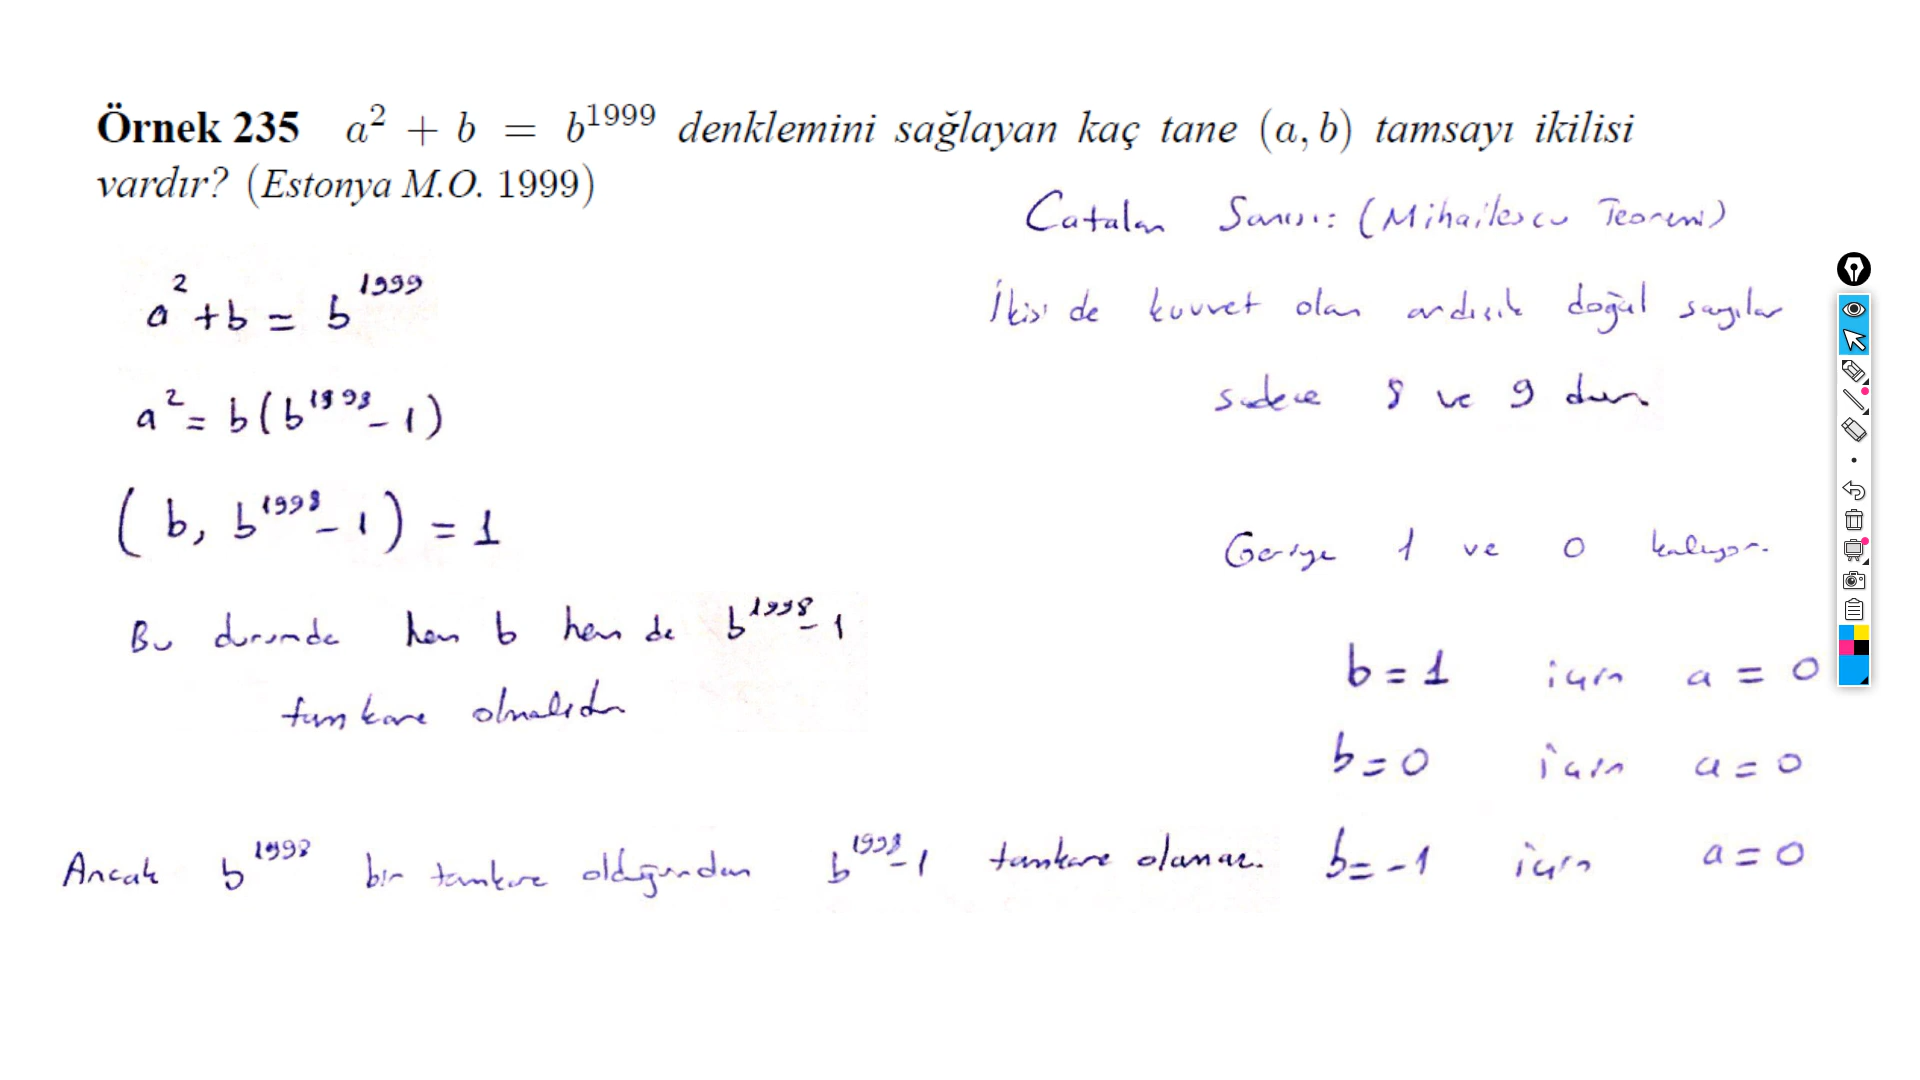 Örnek 235 a² + b = b¹⁹⁹⁹ denklemini sağlayan kaç tane (a, b) tamsayı ikilisi
vardır? (Estonya M.O. 1999)
a² + b = b¹⁹⁹⁹
a² = b(b¹⁹⁹⁸ - 1)
(b, b¹⁹⁹⁸ - 1) = 1
Bu durumda hem b hem de b¹⁹⁹⁸ - 1
tam kare olmalıdır
Ancak b¹⁹⁹⁸ bir tamkare olduğundan b¹⁹⁹⁸ - 1 tamkare olamaz.
Catalan Sanısı: (Mihailescu Teoremi)
İkisi de kuvvet olan ardışık doğal sayılar
sadece 8 ve 9 dur.
Geriye 1 ve 0 kalıyor.
b = 1 için a = 0
b = 0 için a = 0
b = -1 için a = 0